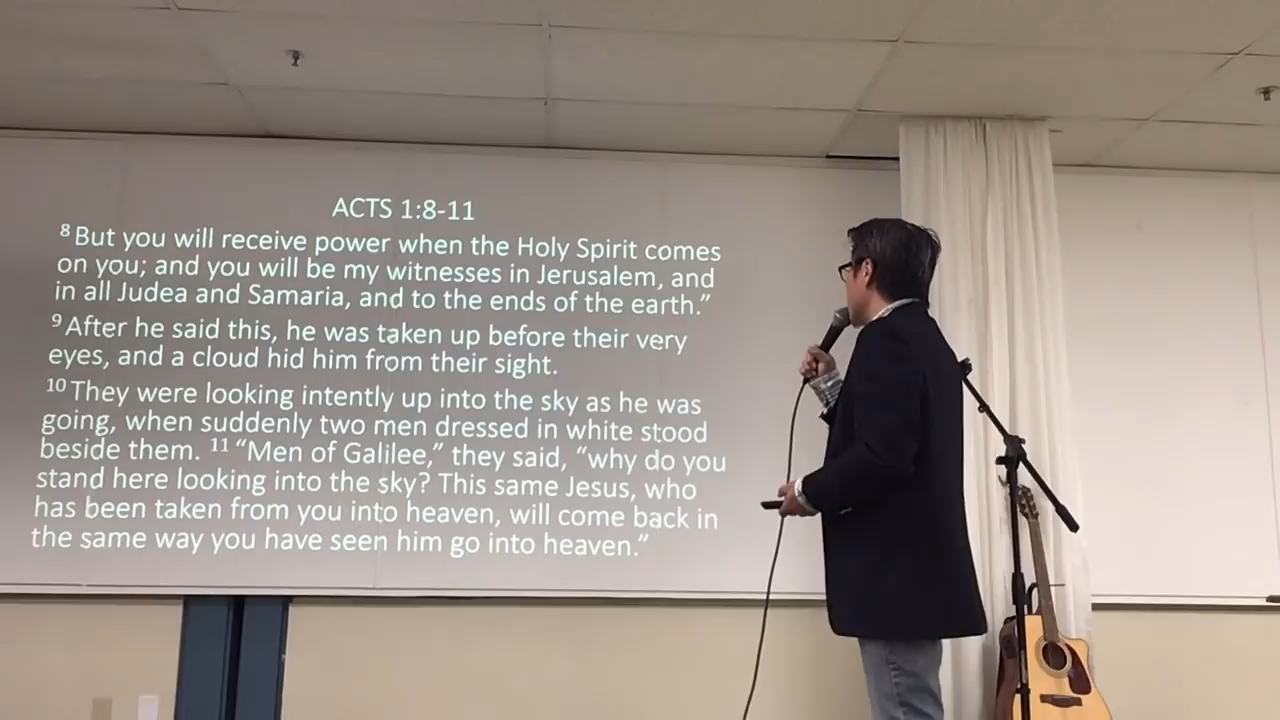 ACTS 1:8-11
⁸ But you will receive power when the Holy Spirit comes
on you; and you will be my witnesses in Jerusalem, and
in all Judea and Samaria, and to the ends of the earth.”
⁹ After he said this, he was taken up before their very
eyes, and a cloud hid him from their sight.
¹⁰ They were looking intently up into the sky as he was
going, when suddenly two men dressed in white stood
beside them. ¹¹ “Men of Galilee,” they said, “why do you
stand here looking into the sky? This same Jesus, who
has been taken from you into heaven, will come back in
the same way you have seen him go into heaven.”